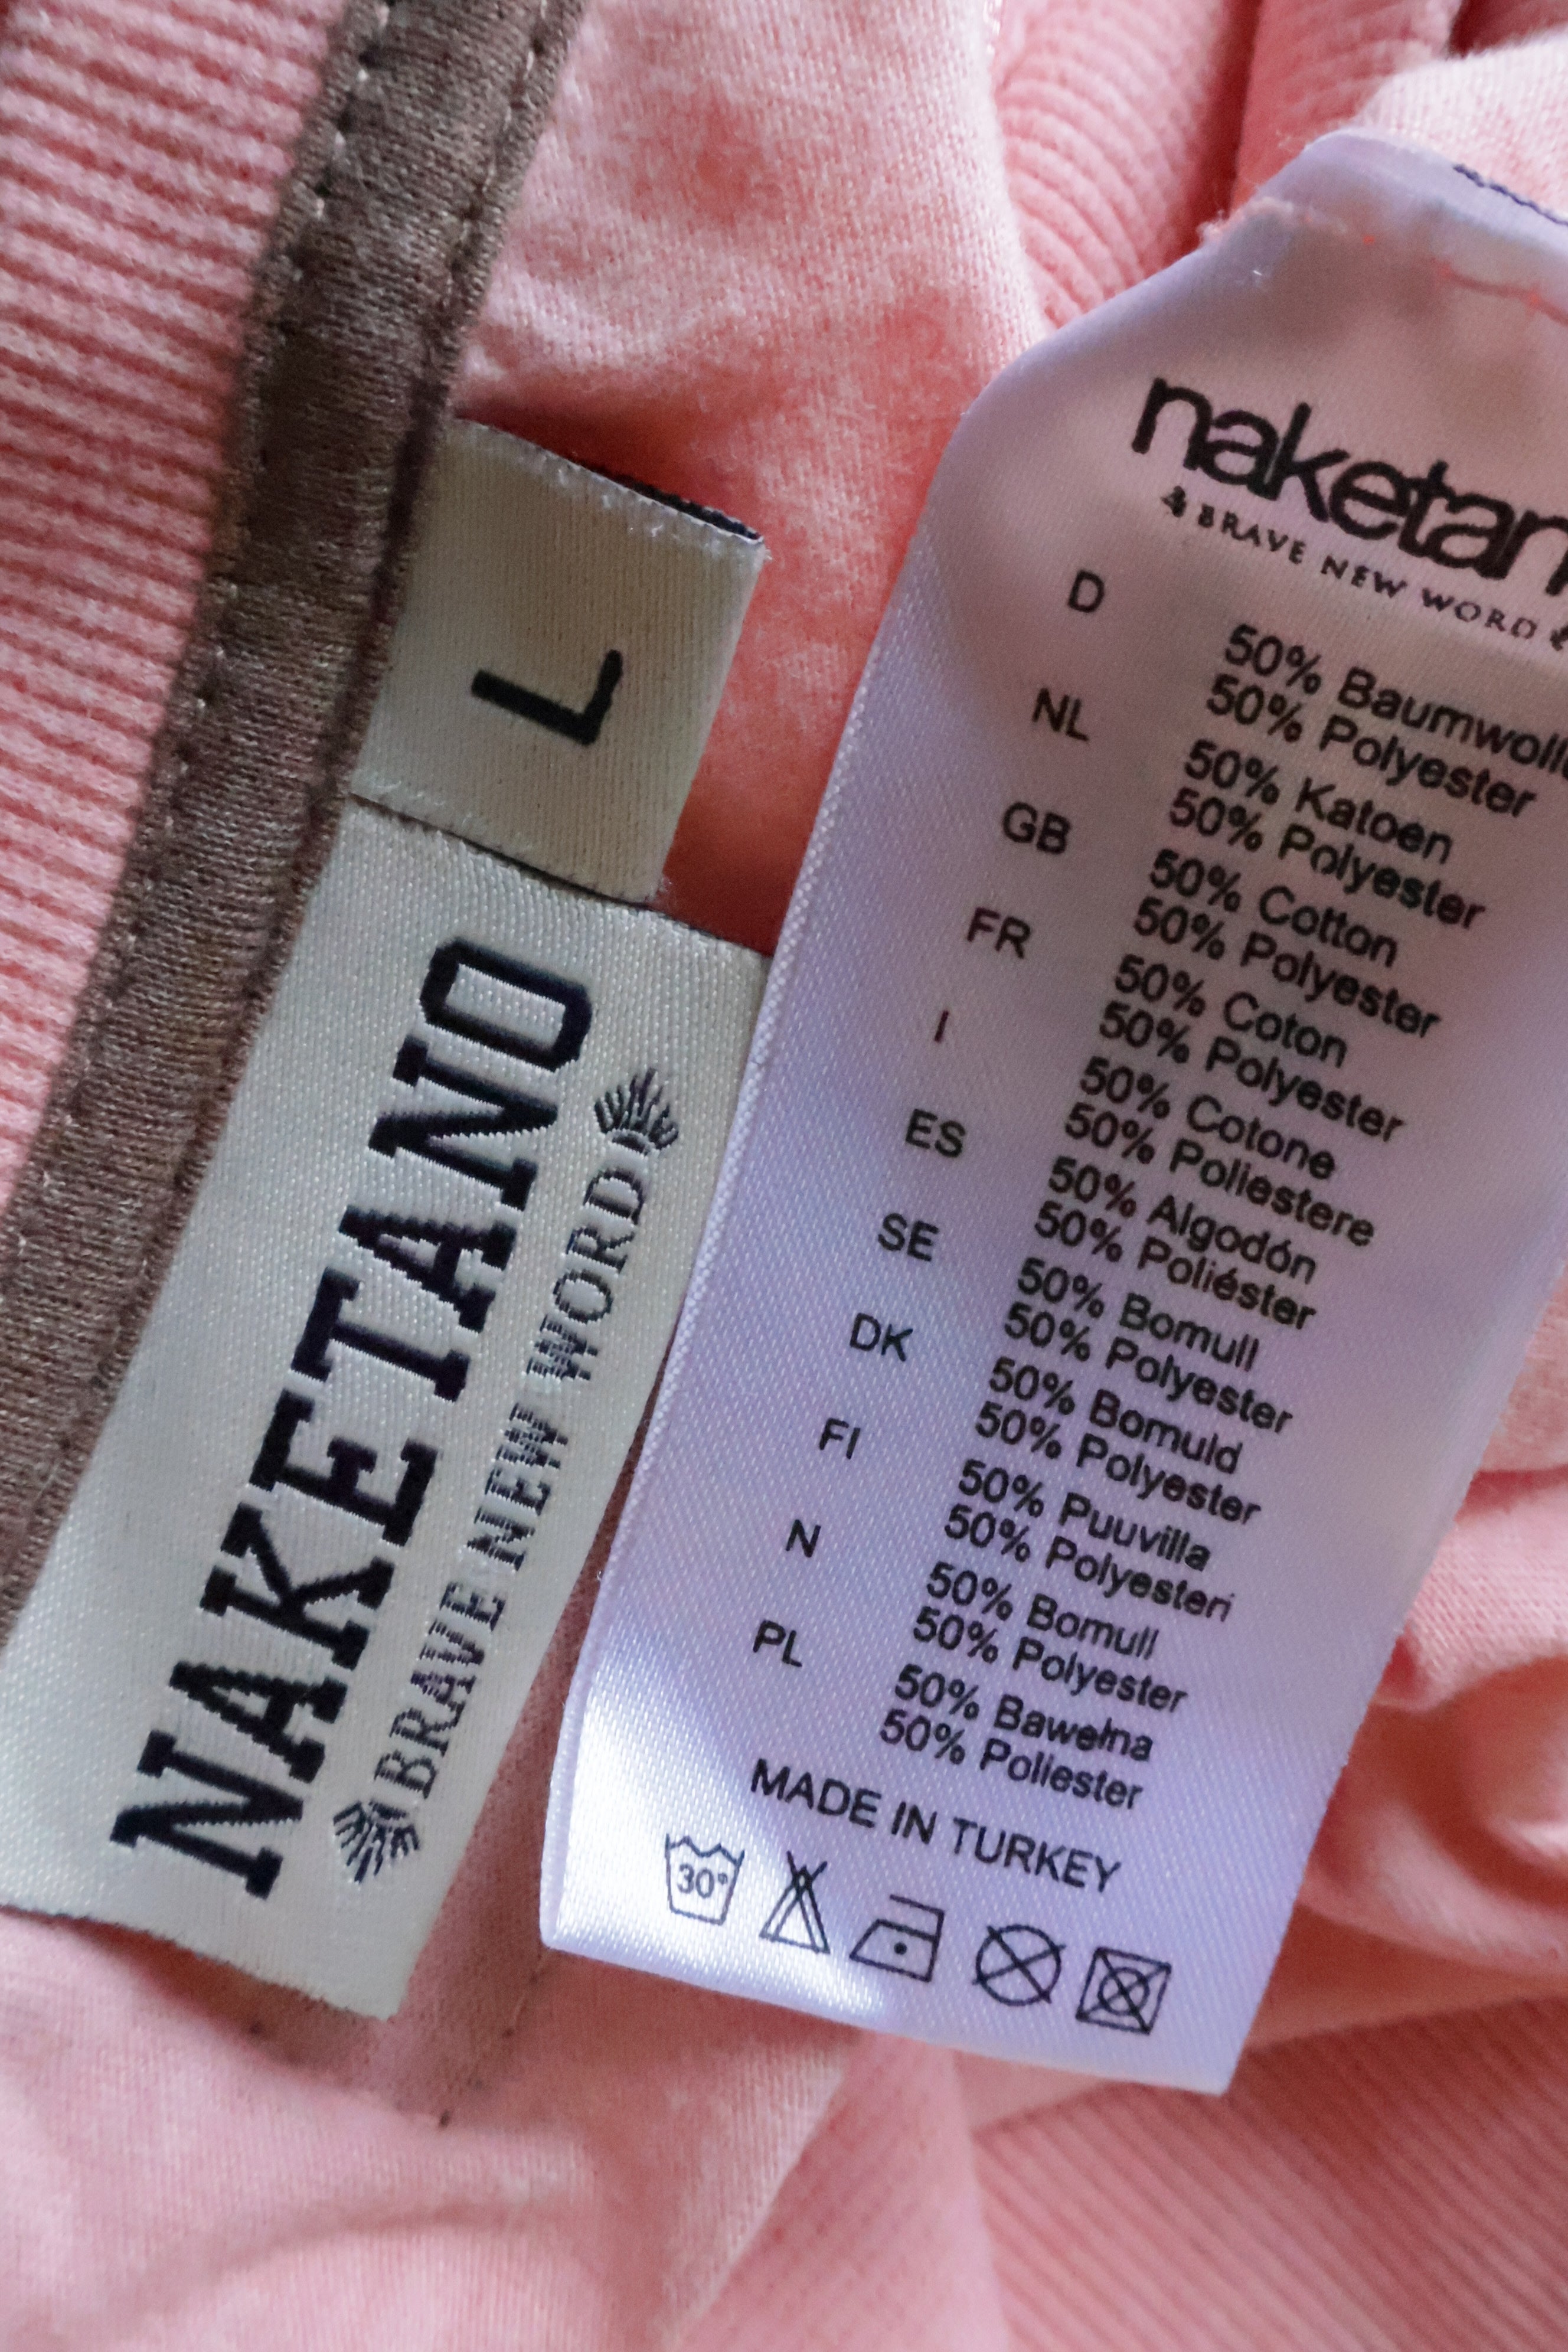 L
NAKETANO
BRAVE NEW WORD
naketan
BRAVE NEW WORD
D 50% Baumwoll
50% Polyester
NL 50% Katoen
50% Polyester
GB 50% Cotton
50% Polyester
FR 50% Coton
50% Polyester
I 50% Cotone
50% Poliestere
ES 50% Algodón
50% Poliéster
SE 50% Bomull
50% Polyester
DK 50% Bomuld
50% Polyester
FI 50% Puuvilla
50% Polyesteri
N 50% Bomull
50% Polyester
PL 50% Bawełna
50% Poliester
MADE IN TURKEY
30°